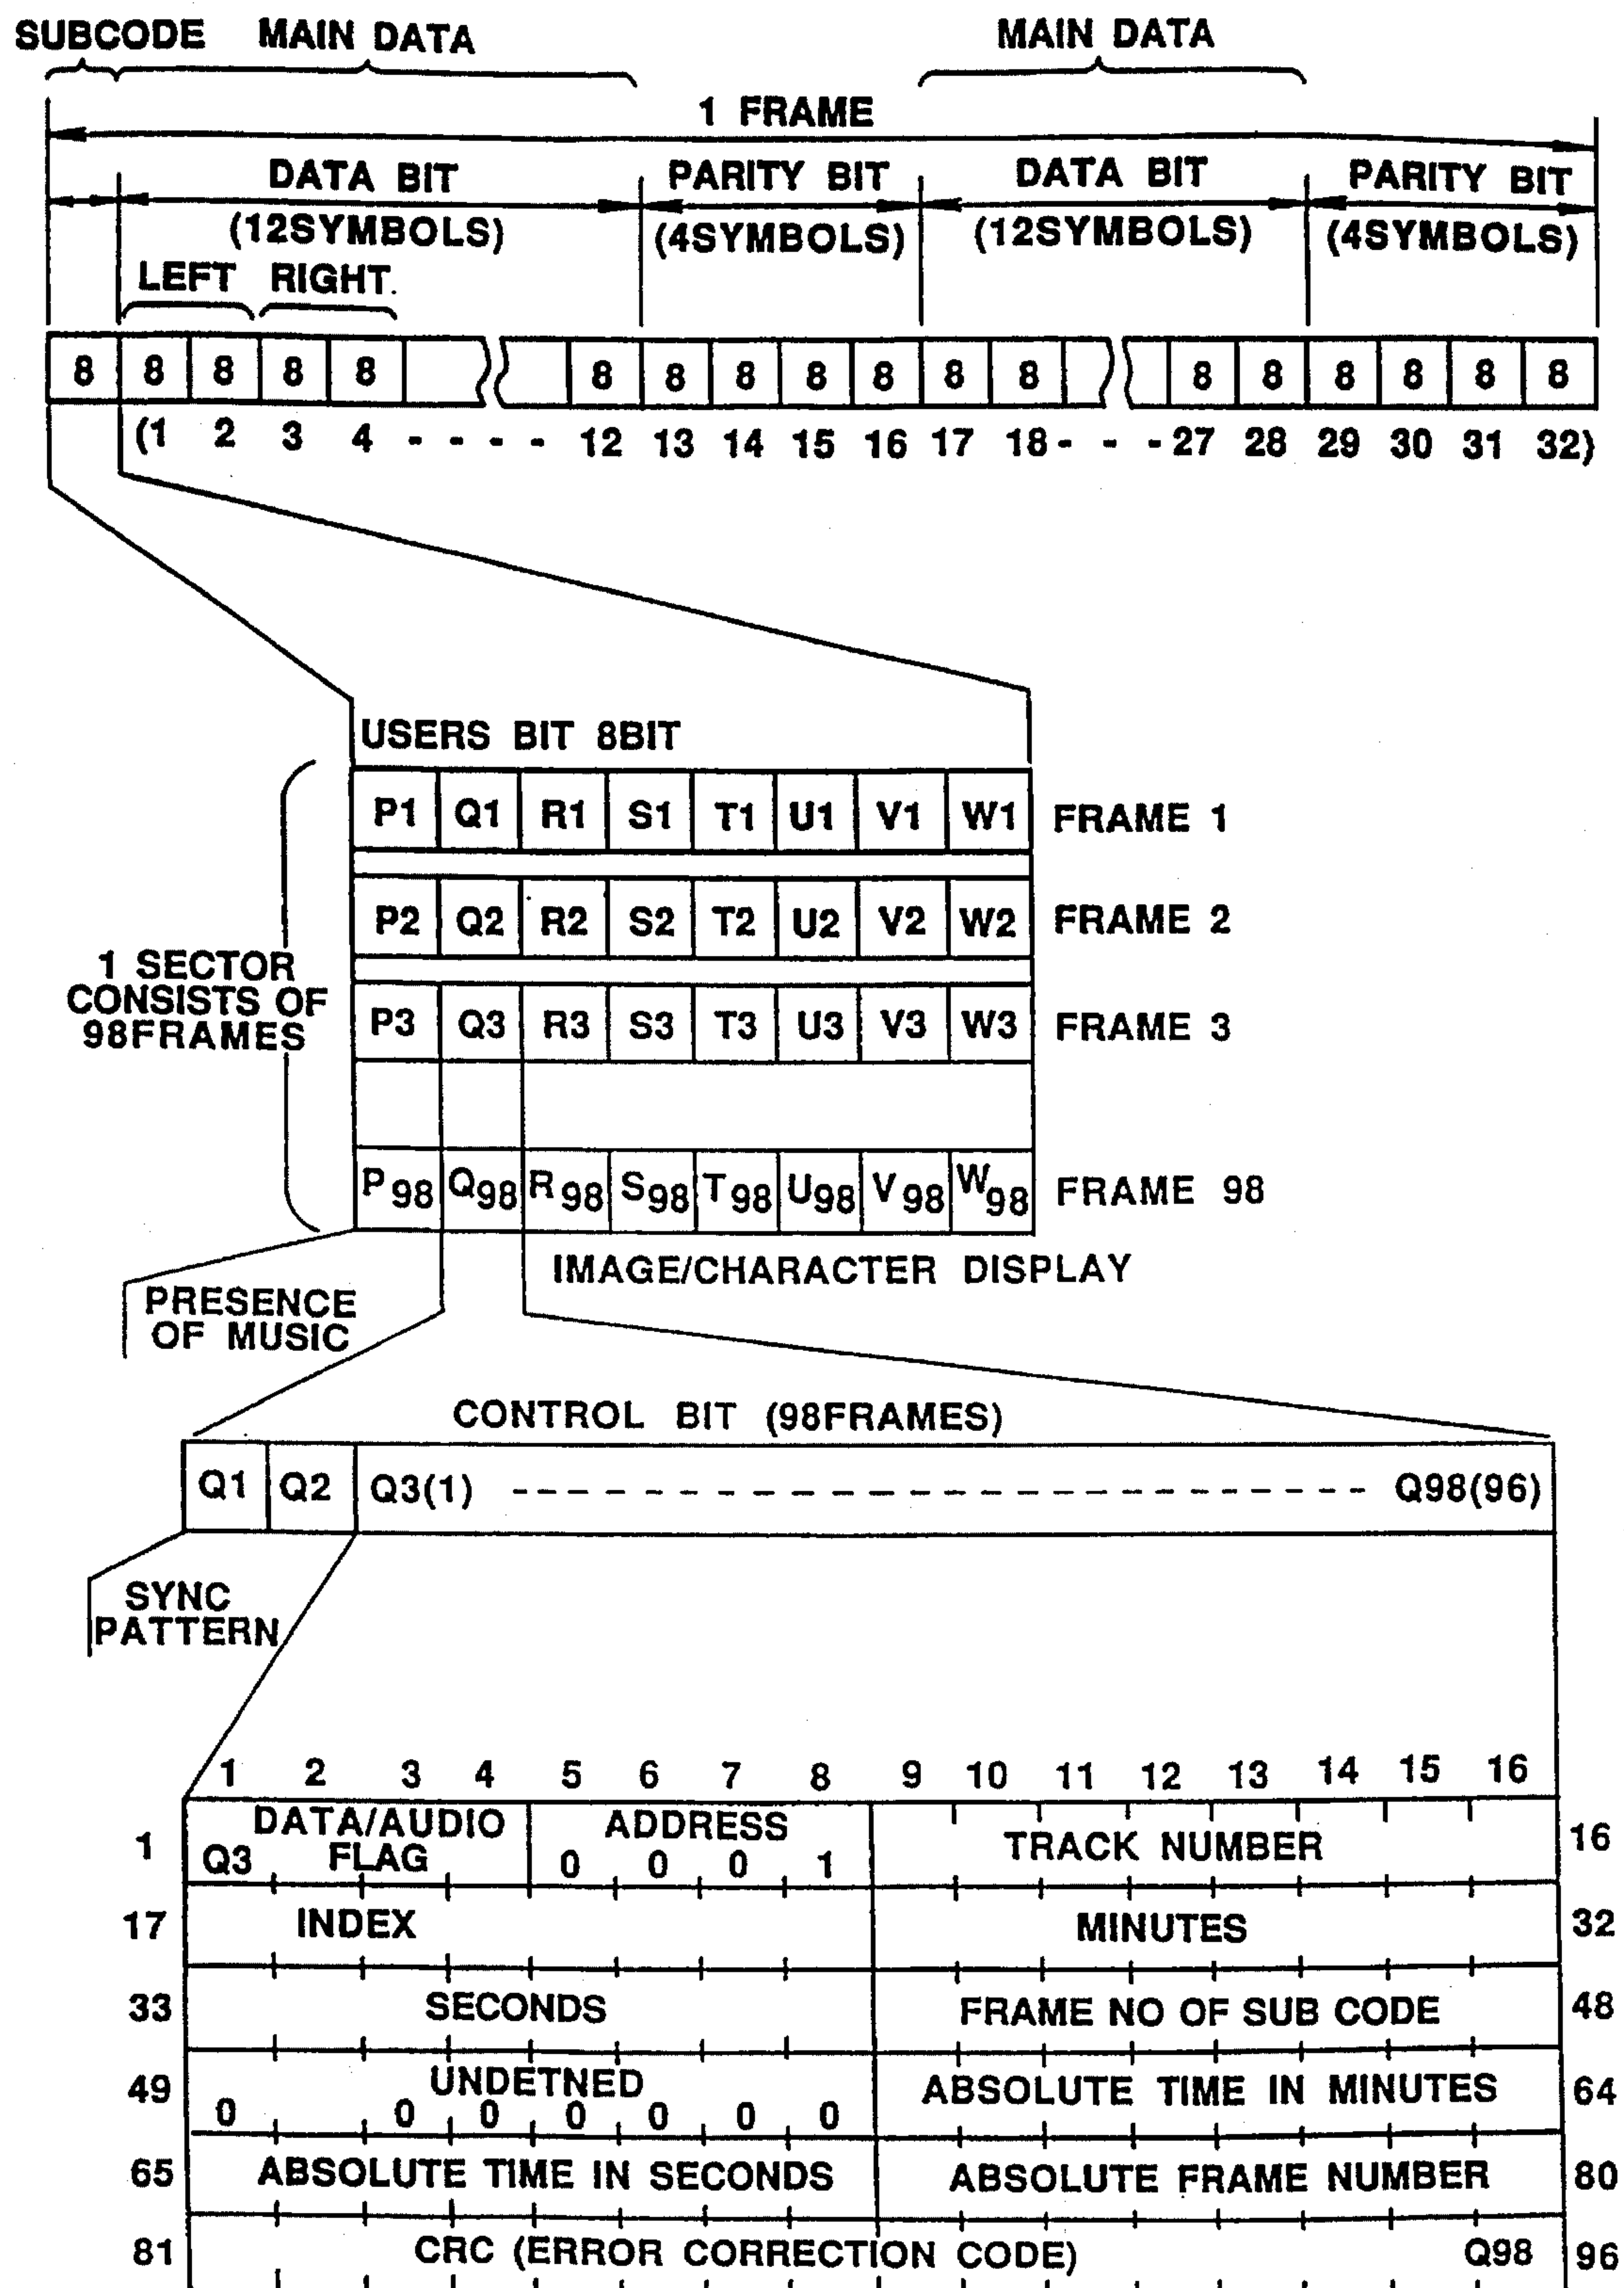 SUBCODE MAIN DATA MAIN DATA
1 FRAME
DATA BIT PARITY BIT DATA BIT PARITY BIT
(12SYMBOLS) (4SYMBOLS) (12SYMBOLS) (4SYMBOLS)
LEFT RIGHT.
8 8 8 8 8 8 8 8 8 8 8 8 8 8 8 8 8 8
(1 2 3 4 - - - - 12 13 14 15 16 17 18 - - - 27 28 29 30 31 32)
USERS BIT 8BIT
P1 Q1 R1 S1 T1 U1 V1 W1 FRAME 1
P2 Q2 R2 S2 T2 U2 V2 W2 FRAME 2
1 SECTOR
CONSISTS OF
98FRAMES
P3 Q3 R3 S3 T3 U3 V3 W3 FRAME 3
P98 Q98 R98 S98 T98 U98 V98 W98 FRAME 98
IMAGE/CHARACTER DISPLAY
PRESENCE
OF MUSIC
CONTROL BIT (98FRAMES)
Q1 Q2 Q3(1) - - - - - - - - - - - - - - - - - - - - Q98(96)
SYNC
PATTERN
1 2 3 4 5 6 7 8 9 10 11 12 13 14 15 16
DATA/AUDIO ADDRESS
1 Q3 FLAG 0 0 0 1 TRACK NUMBER 16
17 INDEX MINUTES 32
33 SECONDS FRAME NO OF SUB CODE 48
49 UNDETNED ABSOLUTE TIME IN MINUTES 64
0 0 0 0 0 0 0
65 ABSOLUTE TIME IN SECONDS ABSOLUTE FRAME NUMBER 80
81 CRC (ERROR CORRECTION CODE) Q98 96